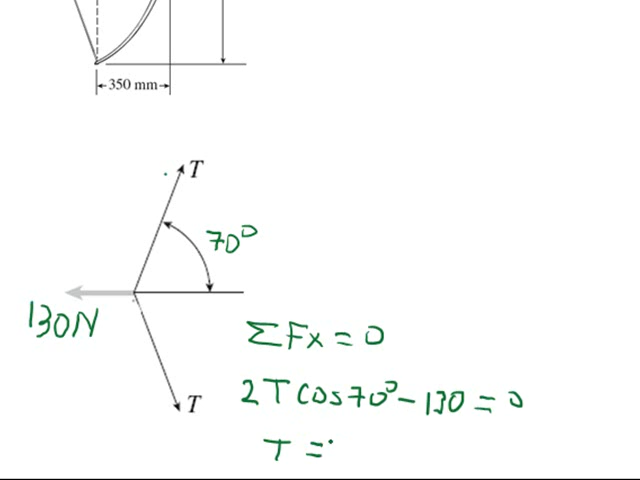 350 mm
T
70°
130N
ΣFx = 0
T
2T cos70° - 130 = 0
T =